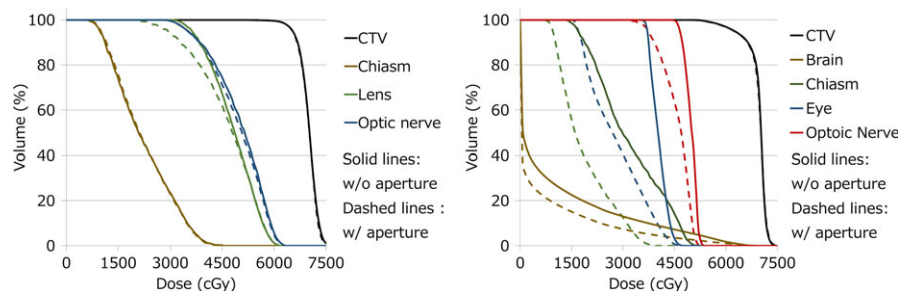 100
80
60
40
20
0
Volume (%)
0 1500 3000 4500 6000 7500
Dose (cGy)
CTV
Chiasm
Lens
Optic nerve
Solid lines:
w/o aperture
Dashed lines :
w/ aperture
100
80
60
40
20
0
Volume (%)
0 1500 3000 4500 6000 7500
Dose (cGy)
CTV
Brain
Chiasm
Eye
Optoic Nerve
Solid lines:
w/o aperture
Dashed lines:
w/ aperture